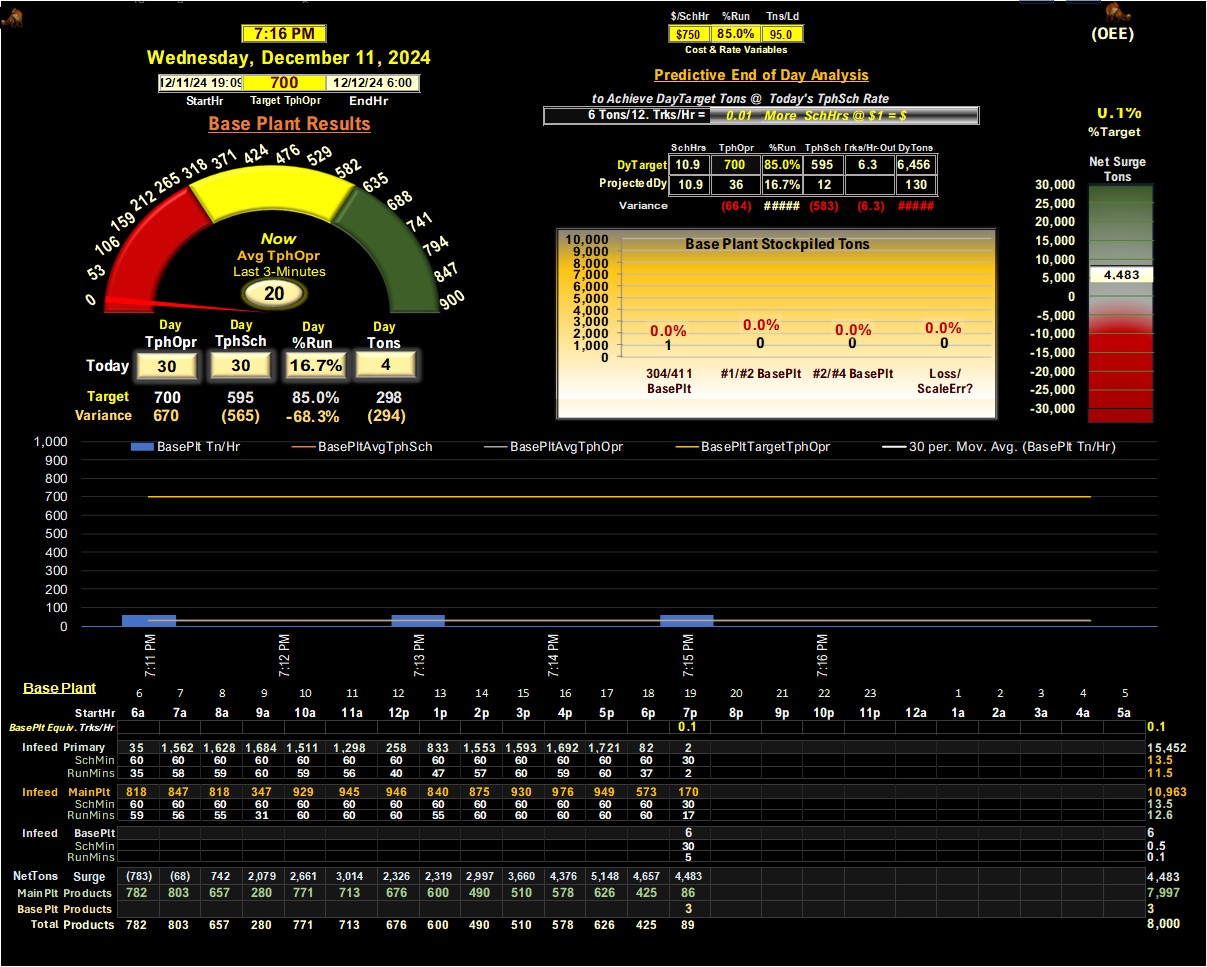 $/SchHr %Run Tns/Ld
$750 85.0% 95.0
Cost & Rate Variables
(OEE)
7:16 PM
Wednesday, December 11, 2024
12/11/24 19:09 700 12/12/24 6:00
StartHr Target TphOpr EndHr
Base Plant Results
Predictive End of Day Analysis
to Achieve DayTarget Tons @ Today's TphSch Rate
6 Tons/12. Trks/Hr = 0.01 More SchHrs @ $1 = $
0.1%
%Target
SchHrs TphOpr %Run TphSch Trks/Hr-Out DyTons
DyTarget 10.9 700 85.0% 595 6.3 6,456
ProjectedDy 10.9 36 16.7% 12 130
Variance (664) ##### (583) (6.3) #####
Net Surge
Tons
30,000
25,000
20,000
15,000
10,000
5,000
0
-5,000
-10,000
-15,000
-20,000
-25,000
-30,000
4,483
0 53 106 159 212 265 318 371 424 476 529 582 635 688 741 794 847 900
Now
Avg TphOpr
Last 3-Minutes
20
Day Day Day Day
TphOpr TphSch %Run Tons
Today 30 30 16.7% 4
Target 700 595 85.0% 298
Variance 670 (565) -68.3% (294)
Base Plant Stockpiled Tons
10,000
9,000
8,000
7,000
6,000
5,000
4,000
3,000
2,000
1,000
0
0.0% 0.0% 0.0% 0.0%
1 0 0 0
304/411 BasePlt #1/#2 BasePlt #2/#4 BasePlt Loss/ ScaleErr?
BasePlt Tn/Hr BasePltAvgTphSch BasePltAvgTphOpr BasePltTargetTphOpr 30 per. Mov. Avg. (BasePlt Tn/Hr)
1,000
900
800
700
600
500
400
300
200
100
0
7:11 PM 7:12 PM 7:13 PM 7:14 PM 7:15 PM 7:16 PM
Base Plant 6 7 8 9 10 11 12 13 14 15 16 17 18 19 20 21 22 23 1 2 3 4 5
StartHr 6a 7a 8a 9a 10a 11a 12p 1p 2p 3p 4p 5p 6p 7p 8p 9p 10p 11p 12a 1a 2a 3a 4a 5a
BasePlt Equiv. Trks/Hr 0.1 0.1
Infeed Primary 35 1,562 1,628 1,684 1,511 1,298 258 833 1,553 1,593 1,692 1,721 82 2 15,452
SchMin 60 60 60 60 60 60 60 60 60 60 60 60 60 30 13.5
RunMins 35 58 59 60 59 56 40 47 57 60 59 60 37 2 11.5
Infeed MainPlt 818 847 818 347 929 945 946 840 875 930 976 949 573 170 10,963
SchMin 60 60 60 60 60 60 60 60 60 60 60 60 60 30 13.5
RunMins 59 56 55 31 60 60 60 55 60 60 60 60 60 17 12.6
Infeed BasePlt 6 6
SchMin 30 0.5
RunMins 5 0.1
NetTons Surge (783) (68) 742 2,079 2,661 3,014 2,326 2,319 2,997 3,660 4,376 5,148 4,657 4,483 4,483
MainPlt Products 782 803 657 280 771 713 676 600 490 510 578 626 425 86 7,997
BasePlt Products 3 3
Total Products 782 803 657 280 771 713 676 600 490 510 578 626 425 89 8,000